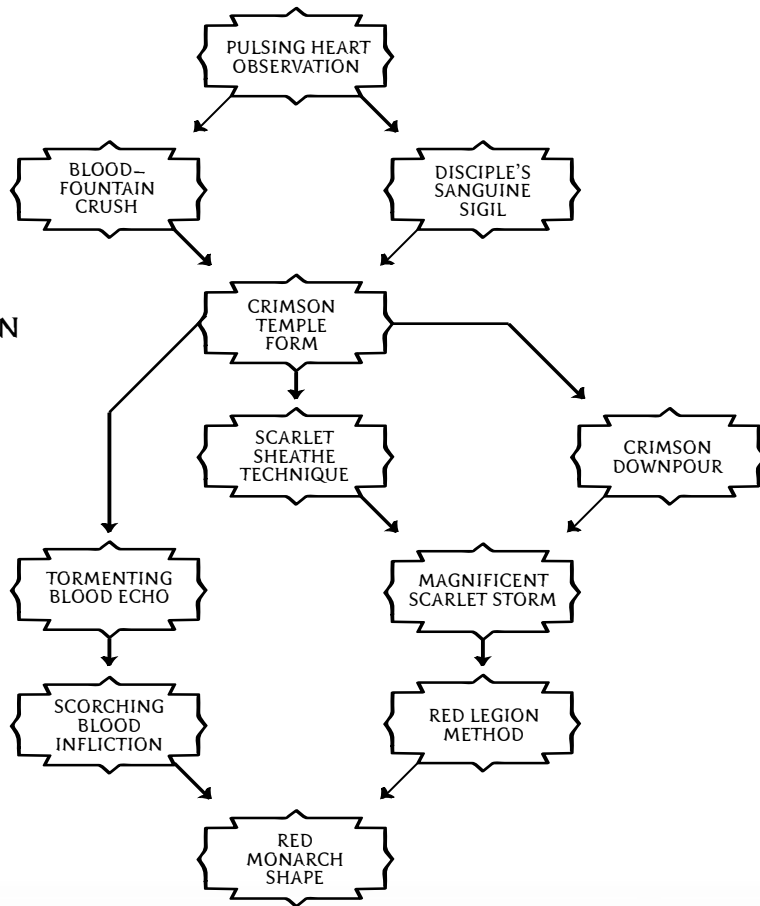 PULSING HEART
OBSERVATION
BLOOD–
FOUNTAIN
CRUSH
DISCIPLE'S
SANGUINE
SIGIL
N
CRIMSON
TEMPLE
FORM
SCARLET
SHEATHE
TECHNIQUE
CRIMSON
DOWNPOUR
TORMENTING
BLOOD ECHO
MAGNIFICENT
SCARLET STORM
SCORCHING
BLOOD
INFLICTION
RED LEGION
METHOD
RED
MONARCH
SHAPE